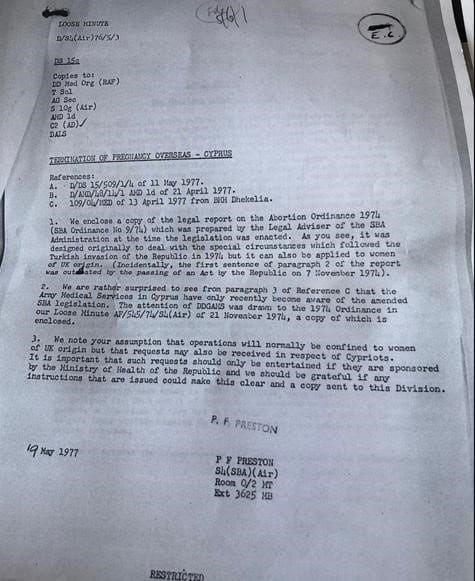 LOOSE MINUTE
D/S4(Air)76/5/3
E.C.
DS 15c
Copies to:
DD Med Org (RAF)
T Sol
AG Sec
S 10g (Air)
AMD 1d
C2 (AD)✓
DALS
TERMINATION OF PREGNANCY OVERSEAS - CYPRUS
References:
A. D/DS 15/509/1/4 of 11 May 1977.
B. D/AMD/48/14/1 AMD 1d of 21 April 1977.
C. 109/04/MED of 13 April 1977 from BMH Dhekelia.
1. We enclose a copy of the legal report on the Abortion Ordinance 1974
(SBA Ordinance No 9/74) which was prepared by the Legal Adviser of the SBA
Administration at the time the legislation was enacted. As you see, it was
designed originally to deal with the special circumstances which followed the
Turkish invasion of the Republic in 1974 but it can also be applied to women
of UK origin. (Incidentally, the first sentence of paragraph 2 of the report
was outdated by the passing of an Act by the Republic on 7 November 1974).
2. We are rather surprised to see from paragraph 3 of Reference C that the
Army Medical Services in Cyprus have only recently become aware of the amended
SBA legislation. The attention of DDGAMS was drawn to the 1974 Ordinance in
our Loose Minute AF/545/74/S4(Air) of 21 November 1974, a copy of which is
enclosed.
3. We note your assumption that operations will normally be confined to women
of UK origin but that requests may also be received in respect of Cypriots.
It is important that such requests should only be entertained if they are sponsored
by the Ministry of Health of the Republic and we should be grateful if any
instructions that are issued could make this clear and a copy sent to this Division.
P. F. PRESTON
19 May 1977
P F PRESTON
S4(SBA)(Air)
Room 0/2 MT
Ext 3625 MB
RESTRICTED